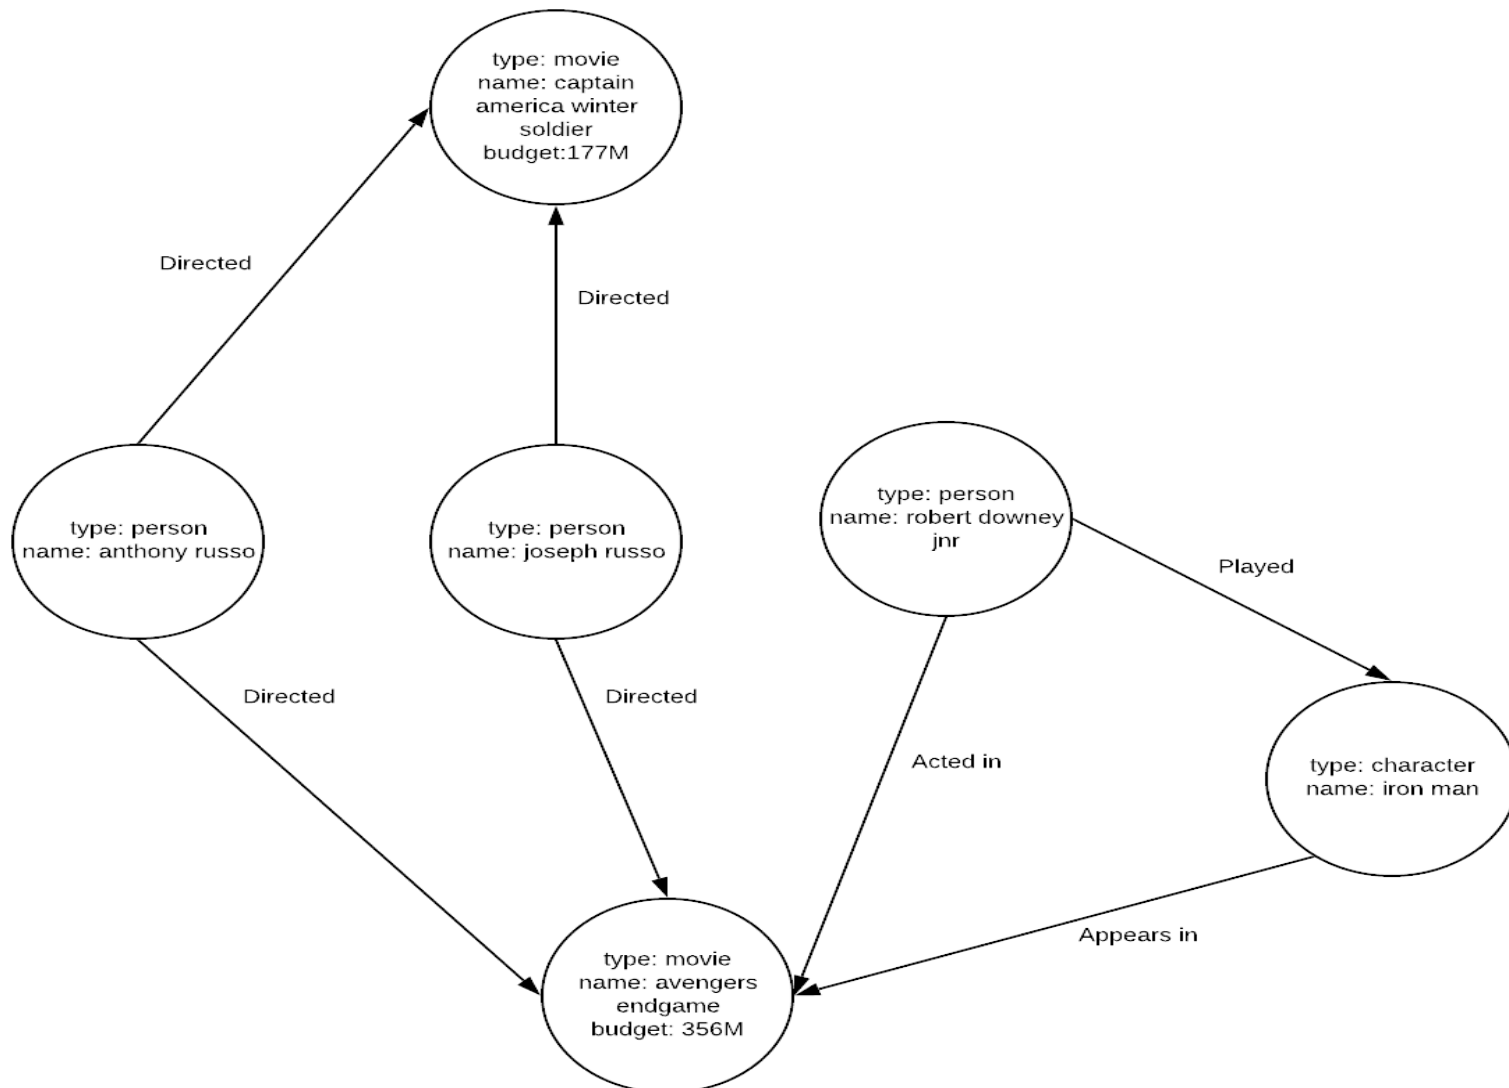 type: movie
name: captain
america winter
soldier
budget:177M
Directed
Directed
type: person
name: anthony russo
type: person
name: joseph russo
type: person
name: robert downey
jnr
Played
Directed
Directed
Acted in
type: character
name: iron man
Appears in
type: movie
name: avengers
endgame
budget: 356M